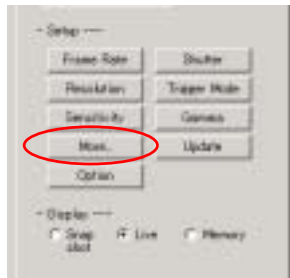 Setup
Frame Rate
Shutter
Resolution
Trigger Mode
Sensitivity
Gamma
More..
Update
Option
Display
Snap shot
Live
Memory